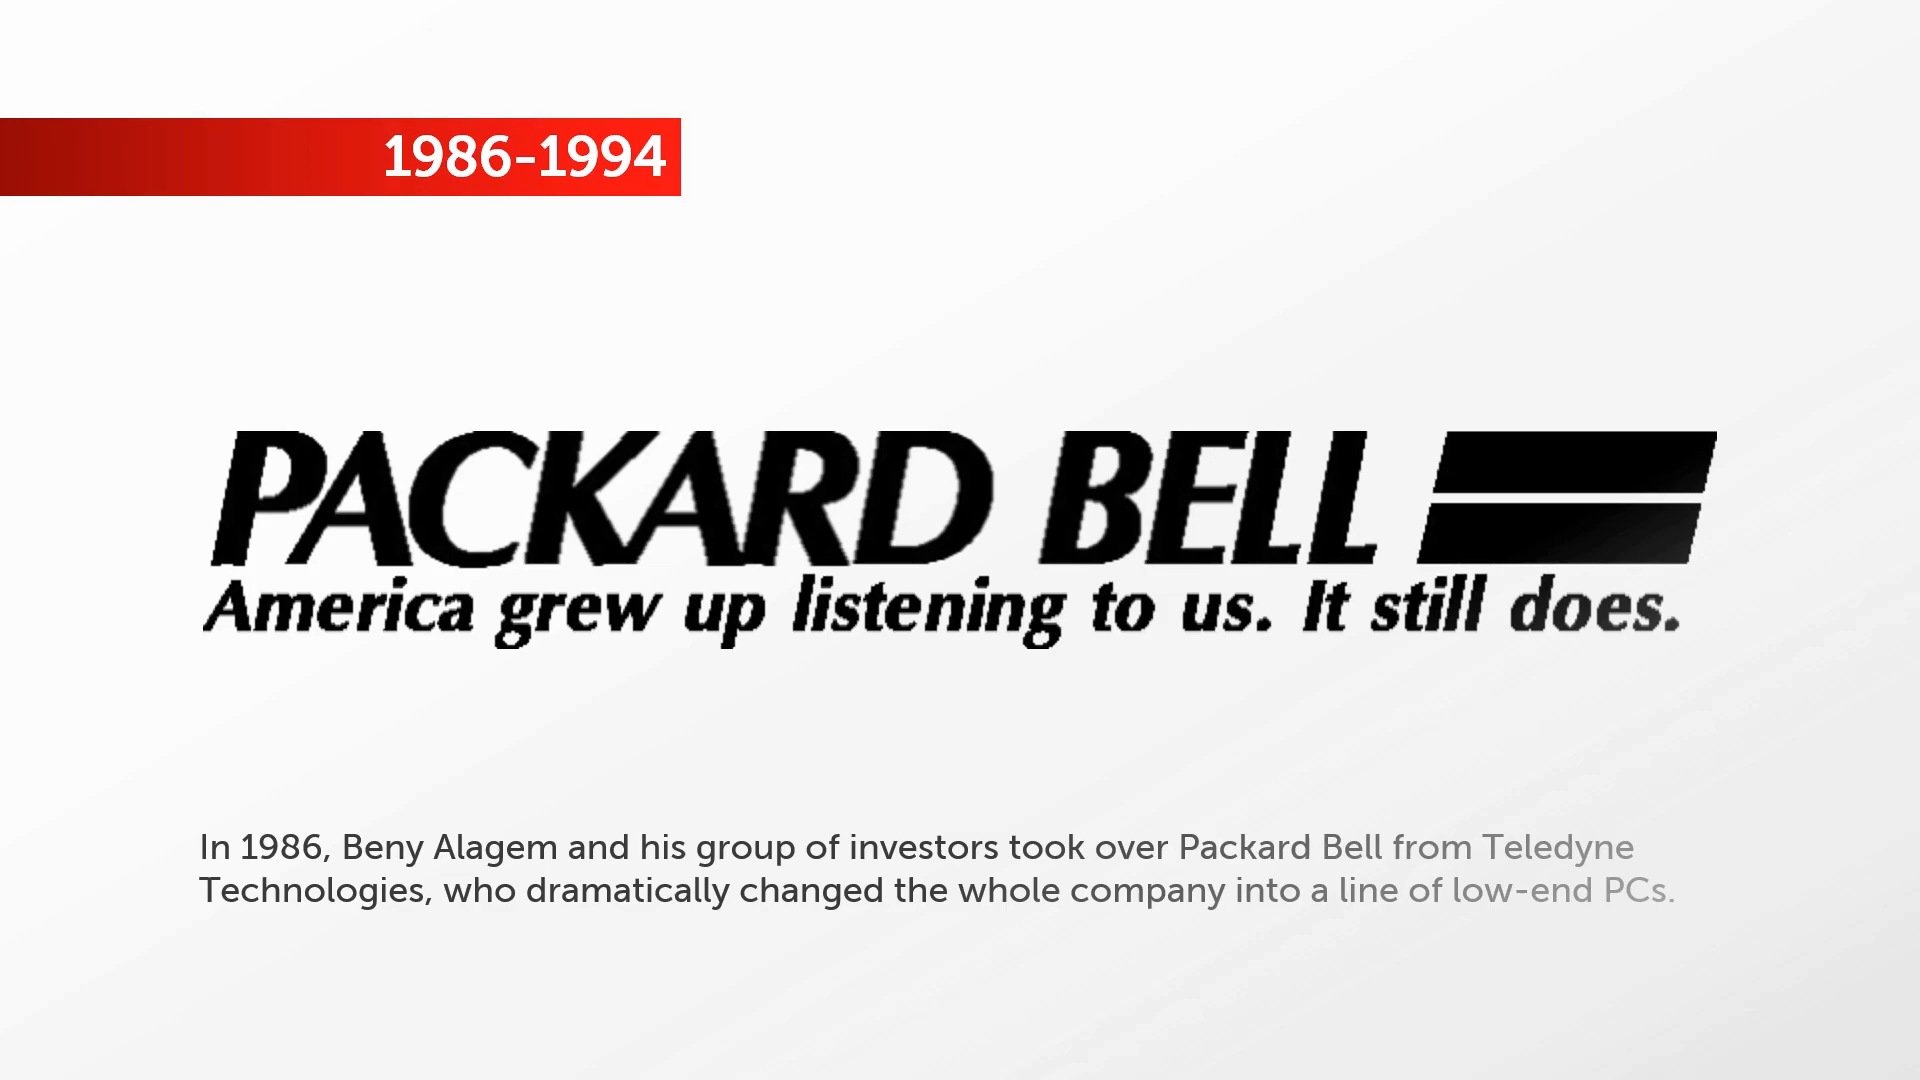 1986-1994
PACKARD BELL
America grew up listening to us. It still does.
In 1986, Beny Alagem and his group of investors took over Packard Bell from Teledyne
Technologies, who dramatically changed the whole company into a line of low-end PCs.